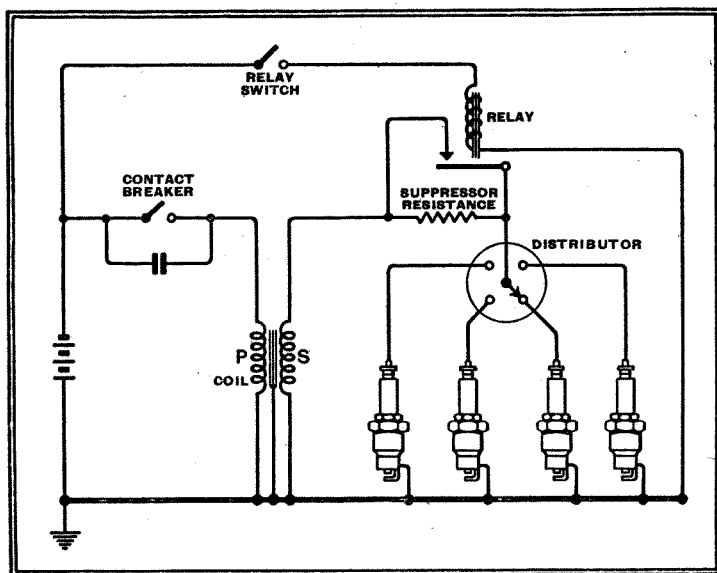 RELAY
SWITCH
RELAY
CONTACT
BREAKER
SUPPRESSOR
RESISTANCE
DISTRIBUTOR
P
S
COIL